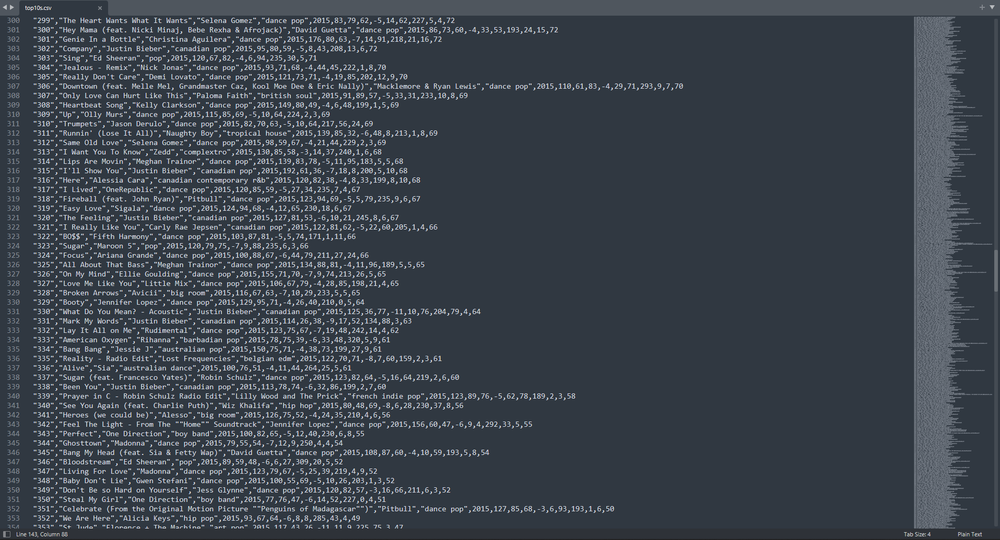 top10s.csv
300 "299","The Heart Wants What It Wants","Selena Gomez","dance pop",2015,83,79,62,-5,14,62,227,5,4,72
301 "300","Hey Mama (feat. Nicki Minaj, Bebe Rexha & Afrojack)","David Guetta","dance pop",2015,86,73,60,-4,33,53,193,24,15,72
302 "301","Genie In a Bottle","Christina Aguilera","dance pop",2015,176,80,63,-7,14,91,218,21,16,72
303 "302","Company","Justin Bieber","canadian pop",2015,95,80,59,-5,8,43,208,13,6,72
304 "303","Sing","Ed Sheeran","pop",2015,120,67,82,-4,6,94,235,30,5,71
305 "304","Jealous - Remix","Nick Jonas","dance pop",2015,93,71,68,-4,44,45,222,1,8,70
306 "305","Really Don't Care","Demi Lovato","dance pop",2015,121,73,71,-4,19,85,202,12,9,70
307 "306","Downtown (feat. Melle Mel, Grandmaster Caz, Kool Moe Dee & Eric Nally)","Macklemore & Ryan Lewis","dance pop",2015,110,61,83,-4,29,71,293,9,7,70
308 "307","Only Love Can Hurt Like This","Paloma Faith","british soul",2015,91,89,57,-5,33,31,233,10,8,69
309 "308","Heartbeat Song","Kelly Clarkson","dance pop",2015,149,80,49,-4,6,48,199,1,5,69
310 "309","Up","Olly Murs","dance pop",2015,115,85,69,-5,10,64,224,2,3,69
311 "310","Trumpets","Jason Derulo","dance pop",2015,82,70,63,-5,10,64,217,56,24,69
312 "311","Runnin' (Lose It All)","Naughty Boy","tropical house",2015,139,85,32,-6,48,8,213,1,8,69
313 "312","Same Old Love","Selena Gomez","dance pop",2015,98,59,67,-4,21,44,229,2,3,69
314 "313","I Want You To Know","Zedd","complextro",2015,130,85,58,-3,14,37,240,1,6,68
315 "314","Lips Are Movin","Meghan Trainor","dance pop",2015,139,83,78,-5,11,95,183,5,5,68
316 "315","I'll Show You","Justin Bieber","canadian pop",2015,192,61,36,-7,18,8,200,5,10,68
317 "316","Here","Alessia Cara","canadian contemporary r&b",2015,120,82,38,-4,8,33,199,8,10,68
318 "317","I Lived","OneRepublic","dance pop",2015,120,85,59,-5,27,34,235,7,4,67
319 "318","Fireball (feat. John Ryan)","Pitbull","dance pop",2015,123,94,69,-5,5,79,235,9,6,67
320 "319","Easy Love","Sigala","dance pop",2015,124,94,68,-4,12,65,230,18,6,67
321 "320","The Feeling","Justin Bieber","canadian pop",2015,127,81,53,-6,10,21,245,8,6,67
322 "321","I Really Like You","Carly Rae Jepsen","canadian pop",2015,122,81,62,-5,22,60,205,1,4,66
323 "322","BO$$","Fifth Harmony","dance pop",2015,103,87,81,-5,5,74,171,1,11,66
324 "323","Sugar","Maroon 5","pop",2015,120,79,75,-7,9,88,235,6,3,66
325 "324","Focus","Ariana Grande","dance pop",2015,100,88,67,-6,44,79,211,27,24,66
326 "325","All About That Bass","Meghan Trainor","dance pop",2015,134,88,81,-4,11,96,189,5,5,65
327 "326","On My Mind","Ellie Goulding","dance pop",2015,155,71,70,-7,9,74,213,26,5,65
328 "327","Love Me Like You","Little Mix","dance pop",2015,106,67,79,-4,28,85,198,21,4,65
329 "328","Broken Arrows","Avicii","big room",2015,116,67,63,-7,10,29,233,5,5,65
330 "329","Booty","Jennifer Lopez","dance pop",2015,129,95,71,-4,26,40,210,0,5,64
331 "330","What Do You Mean? - Acoustic","Justin Bieber","canadian pop",2015,125,36,77,-11,10,76,204,79,4,64
332 "331","Mark My Words","Justin Bieber","canadian pop",2015,114,26,38,-9,17,52,134,88,3,63
333 "332","Lay It All on Me","Rudimental","dance pop",2015,123,75,67,-7,19,48,242,14,4,62
334 "333","American Oxygen","Rihanna","barbadian pop",2015,78,75,39,-6,33,48,320,5,9,61
335 "334","Bang Bang","Jessie J","australian pop",2015,150,75,71,-4,38,73,199,27,9,61
336 "335","Reality - Radio Edit","Lost Frequencies","belgian edm",2015,122,70,71,-8,7,60,159,2,3,61
337 "336","Alive","Sia","australian dance",2015,100,76,51,-4,11,44,264,25,5,61
338 "337","Sugar (feat. Francesco Yates)","Robin Schulz","dance pop",2015,123,82,64,-5,16,64,219,2,6,60
339 "338","Been You","Justin Bieber","canadian pop",2015,113,78,74,-6,32,86,199,2,7,60
340 "339","Prayer in C - Robin Schulz Radio Edit","Lilly Wood and The Prick","french indie pop",2015,123,89,76,-5,62,78,189,2,3,58
341 "340","See You Again (feat. Charlie Puth)","Wiz Khalifa","hip hop",2015,80,48,69,-8,6,28,230,37,8,56
342 "341","Heroes (we could be)","Alesso","big room",2015,126,75,52,-4,24,35,210,4,6,56
343 "342","Feel The Light - From The ""Home"" Soundtrack","Jennifer Lopez","dance pop",2015,156,60,47,-6,9,4,292,33,5,55
344 "343","Perfect","One Direction","boy band",2015,100,82,65,-5,12,40,230,6,8,55
345 "344","Ghosttown","Madonna","dance pop",2015,79,55,54,-7,12,9,250,4,4,54
346 "345","Bang My Head (feat. Sia & Fetty Wap)","David Guetta","dance pop",2015,108,87,60,-4,10,59,193,5,8,54
347 "346","Bloodstream","Ed Sheeran","pop",2015,89,59,48,-6,6,27,309,20,5,52
348 "347","Living For Love","Madonna","dance pop",2015,123,79,67,-5,25,39,219,4,9,52
349 "348","Baby Don't Lie","Gwen Stefani","dance pop",2015,100,55,69,-5,10,26,203,1,3,52
350 "349","Don't Be so Hard on Yourself","Jess Glynne","dance pop",2015,120,82,57,-3,16,66,211,6,3,52
351 "350","Steal My Girl","One Direction","boy band",2015,77,76,47,-6,14,52,227,0,4,51
352 "351","Celebrate (From the Original Motion Picture ""Penguins of Madagascar"")","Pitbull","dance pop",2015,127,85,68,-3,6,93,193,1,6,50
353 "352","We Are Here","Alicia Keys","hip pop",2015,93,67,64,-6,8,8,285,43,4,49
354 "353","St Jude","Florence + The Machine","art pop",2015,117,43,26,-11,11,9,225,75,3,47
Line 143, Column 88
Tab Size: 4
Plain Text